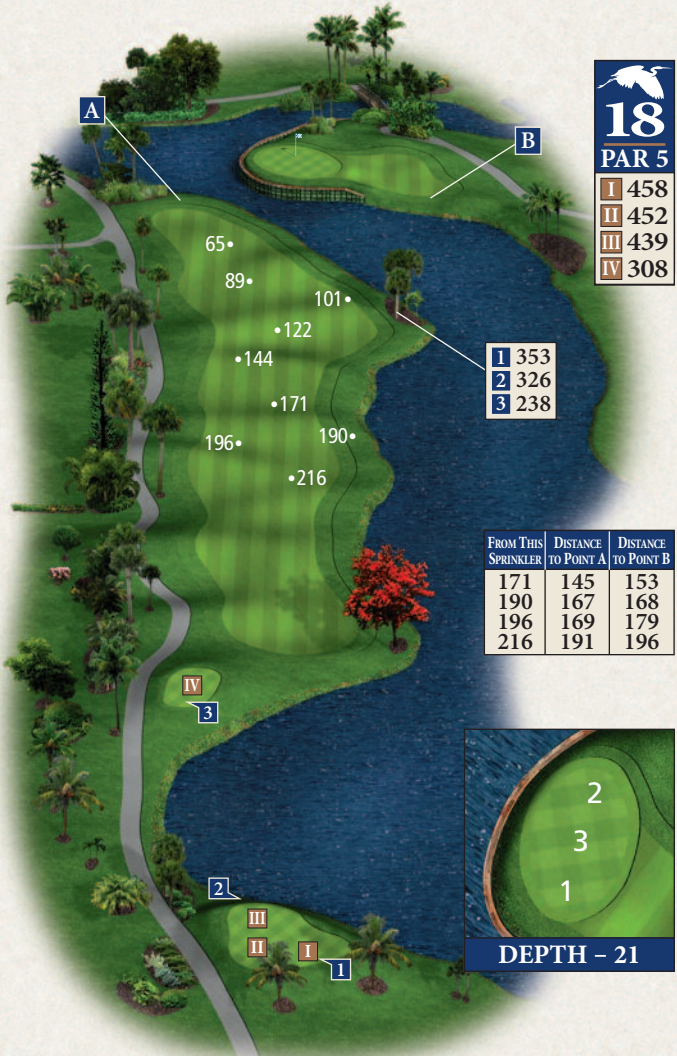 A
B
18
PAR 5
I 458
II 452
III 439
IV 308
65
89
101
122
144
171
196
190
216
1 353
2 326
3 238
FROM THIS SPRINKLER DISTANCE TO POINT A DISTANCE TO POINT B
171 145 153
190 167 168
196 169 179
216 191 196
IV
3
2
III
II
I
1
2
3
1
DEPTH – 21